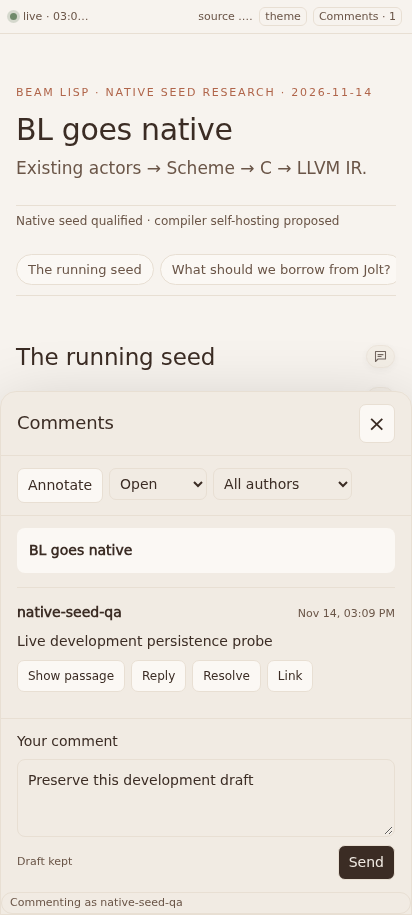 live · 03:0… source …. theme Comments · 1
BEAM LISP · NATIVE SEED RESEARCH · 2026-11-14
BL goes native
Existing actors → Scheme → C → LLVM IR.
Native seed qualified · compiler self-hosting proposed
The running seed What should we borrow from Jolt?
The running seed
Comments
Annotate Open All authors
BL goes native
native-seed-qa Nov 14, 03:09 PM
Live development persistence probe
Show passage Reply Resolve Link
Your comment
Preserve this development draft
Draft kept Send
Commenting as native-seed-qa